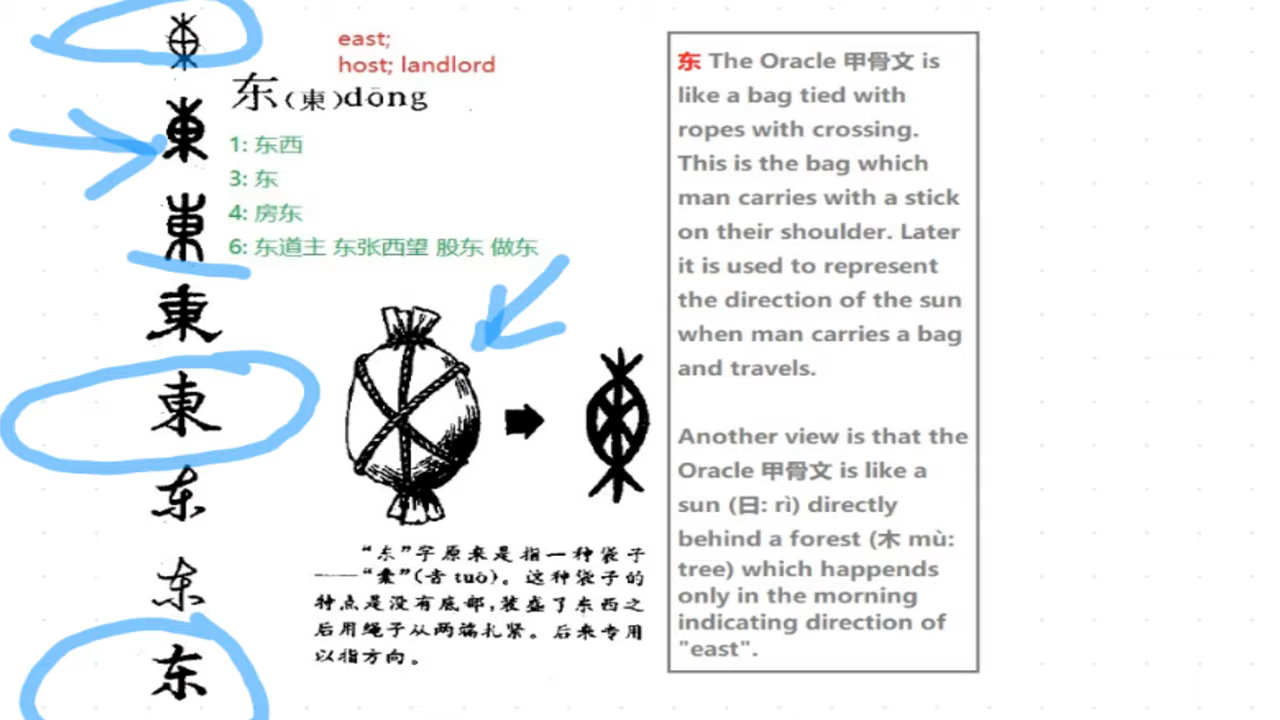 東
東
東
東
东
东
东
east;
host; landlord
东(東)dōng
1: 东西
3: 东
4: 房东
6: 东道主 东张西望 股东 做东
“东”字原来是指一种袋子
——“橐”(音 tuó)。这种袋子的
特点是没有底部,装盛了东西之
后用绳子从两端扎紧。后来专用
以指方向。
东 The Oracle 甲骨文 is
like a bag tied with
ropes with crossing.
This is the bag which
man carries with a stick
on their shoulder. Later
it is used to represent
the direction of the sun
when man carries a bag
and travels.
Another view is that the
Oracle 甲骨文 is like a
sun (日: rì) directly
behind a forest (木 mù:
tree) which happends
only in the morning
indicating direction of
"east".